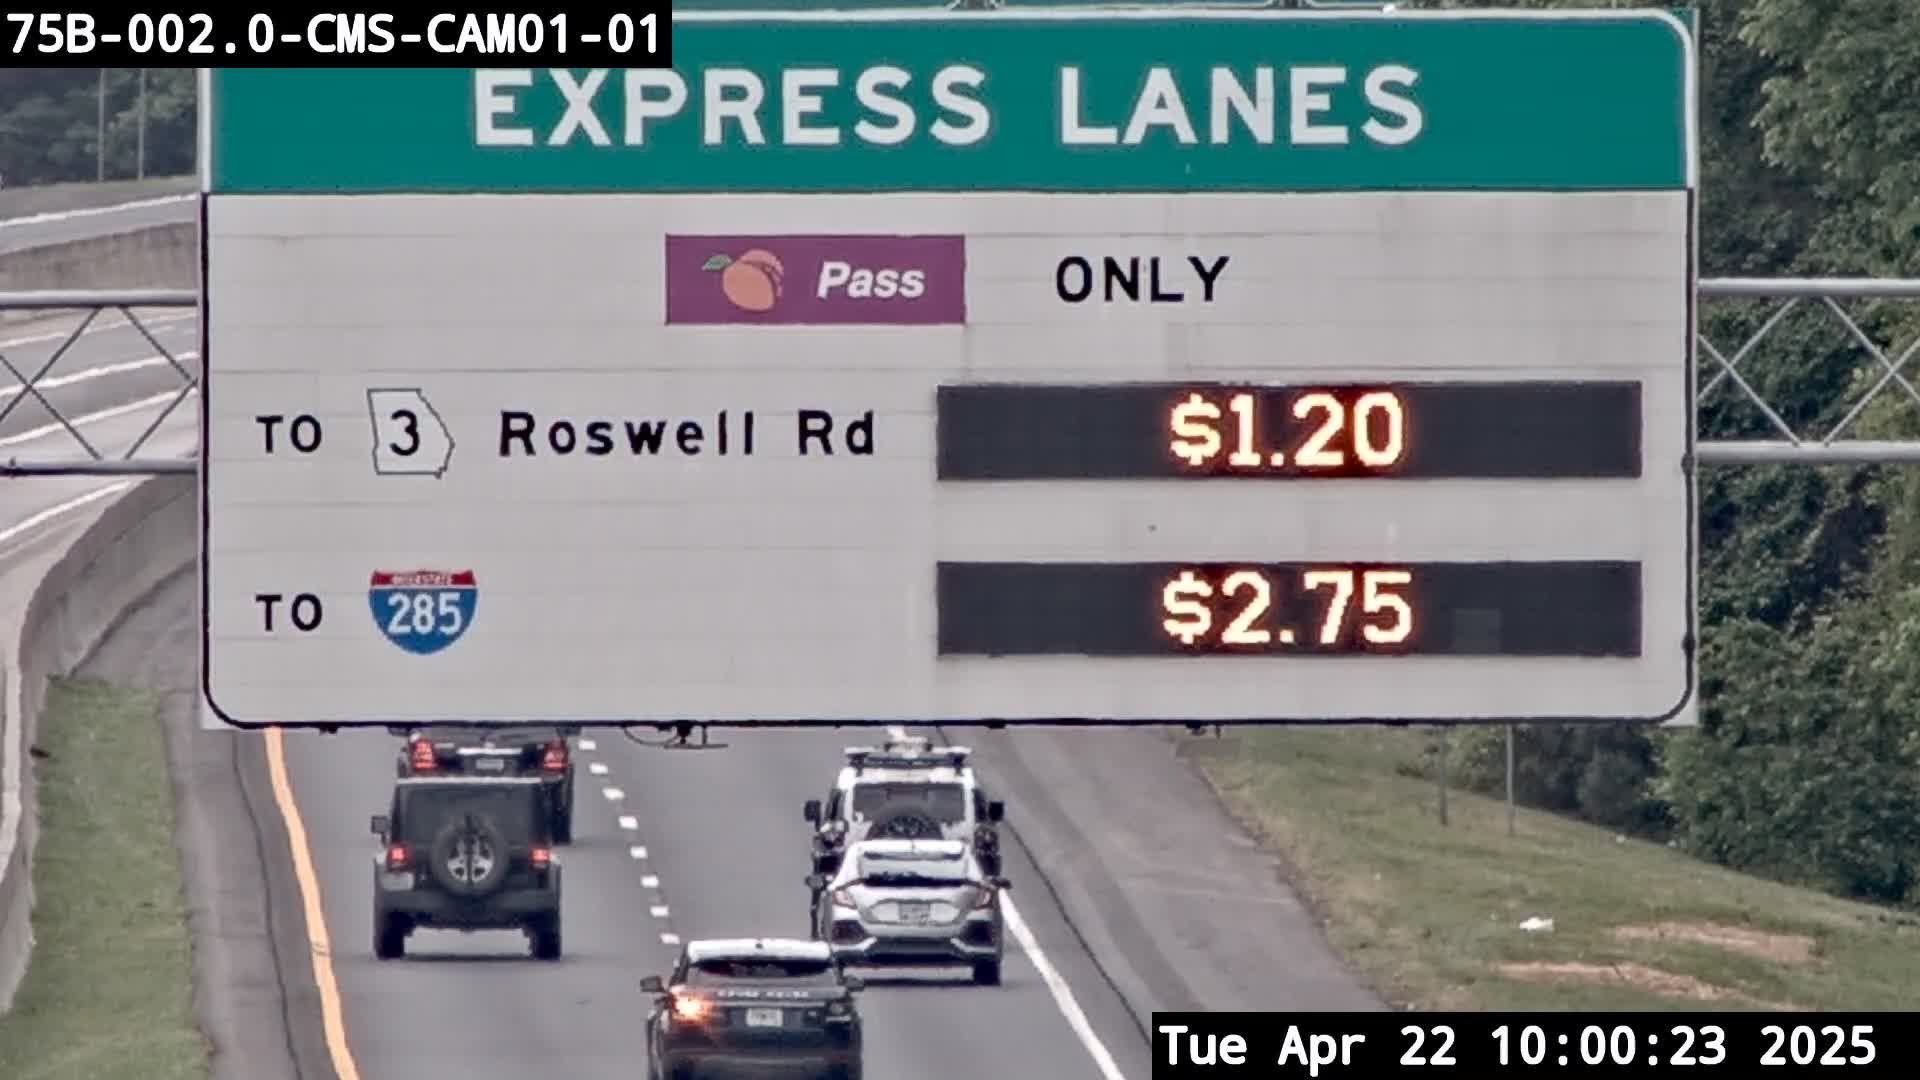 75B-002.0-CMS-CAM01-01
EXPRESS LANES
Pass ONLY
TO 3 Roswell Rd $1.20
INTERSTATE
TO 285 $2.75
Tue Apr 22 10:00:23 2025